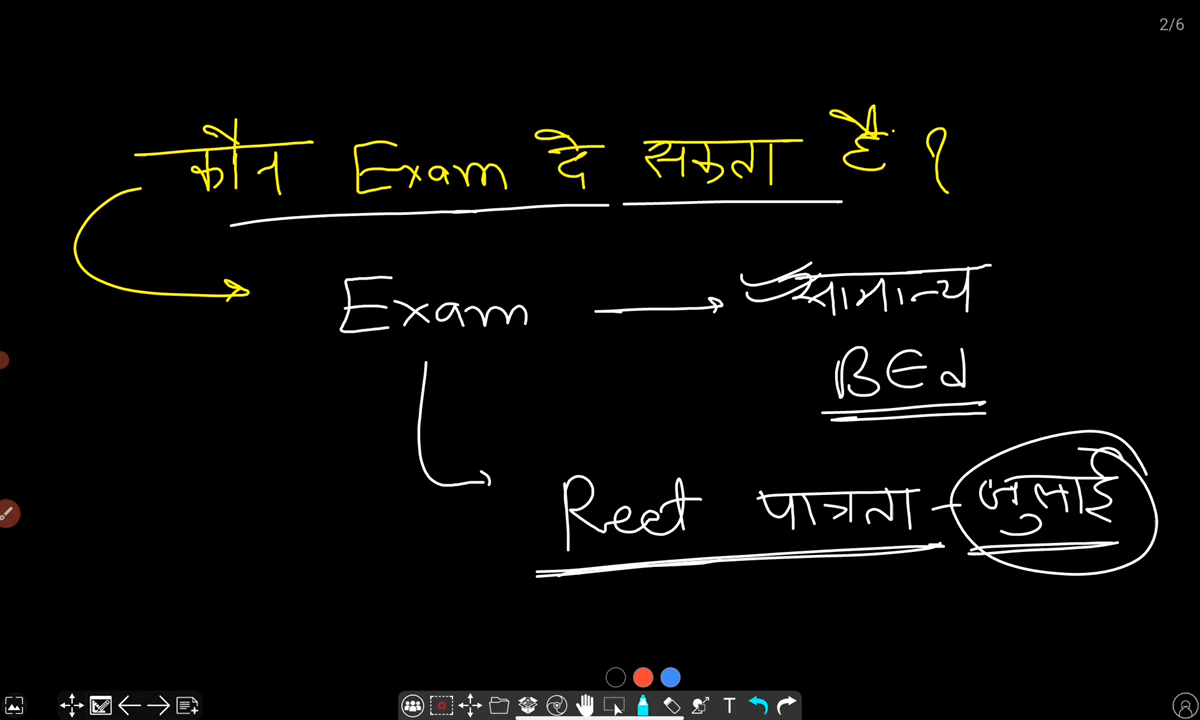 2/6
कौन Exam दे सकता है ?
Exam → सामान्य
BEd
Reet पात्रता - जुलाई
T